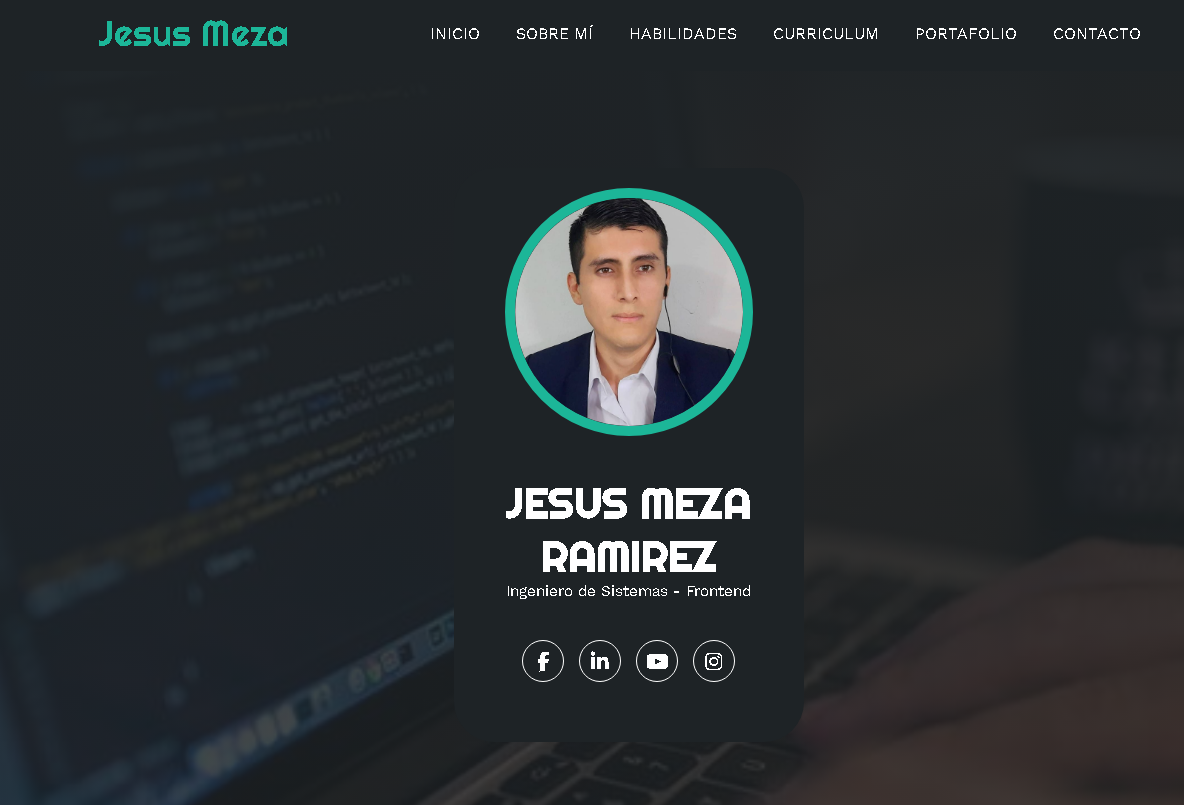 Jesus Meza
INICIO SOBRE MÍ HABILIDADES CURRICULUM PORTAFOLIO CONTACTO
JESUS MEZA
RAMIREZ
Ingeniero de Sistemas - Frontend